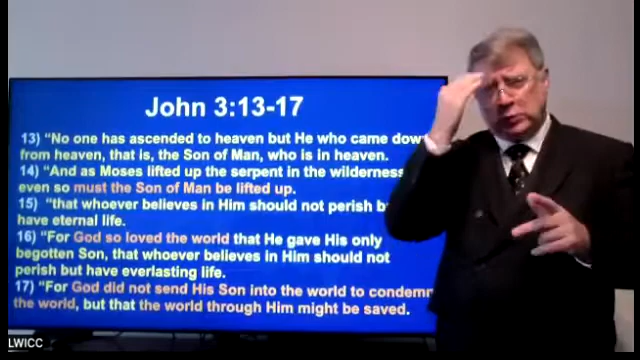 John 3:13-17
13) “No one has ascended to heaven but He who came down
from heaven, that is, the Son of Man, who is in heaven.
14) “And as Moses lifted up the serpent in the wilderness
even so must the Son of Man be lifted up.
15) “that whoever believes in Him should not perish
have eternal life.
16) “For God so loved the world that He gave His only
begotten Son, that whoever believes in Him should not
perish but have everlasting life.
17) “For God did not send His Son into the world to condemn
the world, but that the world through Him might be saved.
LWICC